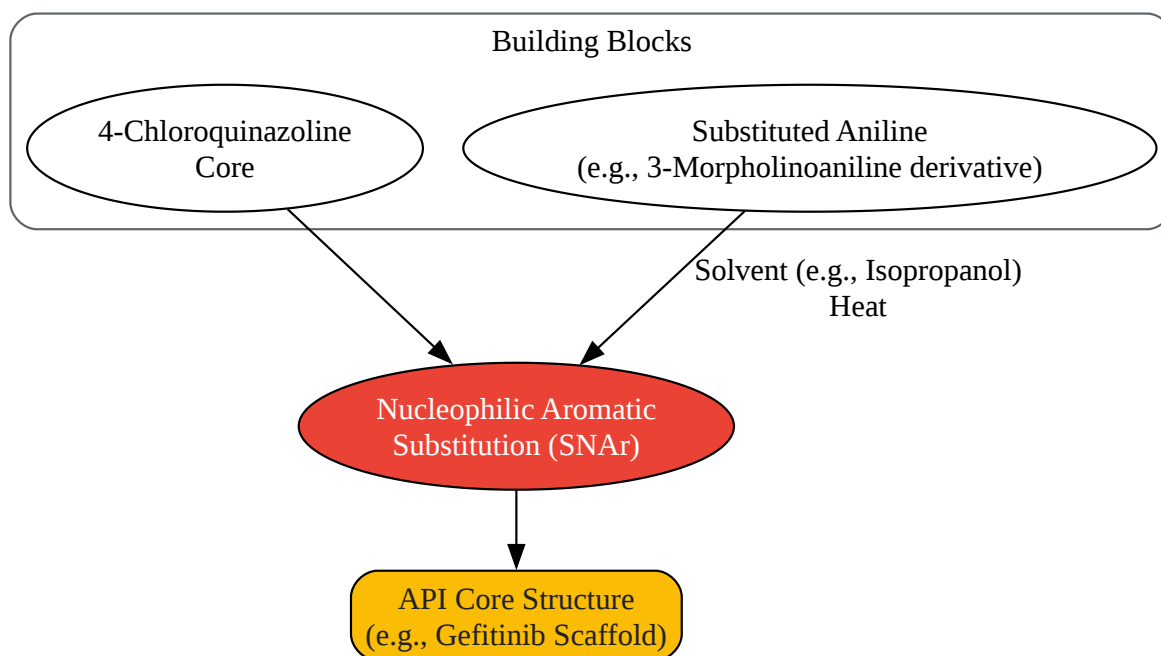 Building Blocks
4-Chloroquinazoline
Core
Substituted Aniline
(e.g., 3-Morpholinoaniline derivative)
Solvent (e.g., Isopropanol)
Heat
Nucleophilic Aromatic
Substitution (SNAr)
API Core Structure
(e.g., Gefitinib Scaffold)